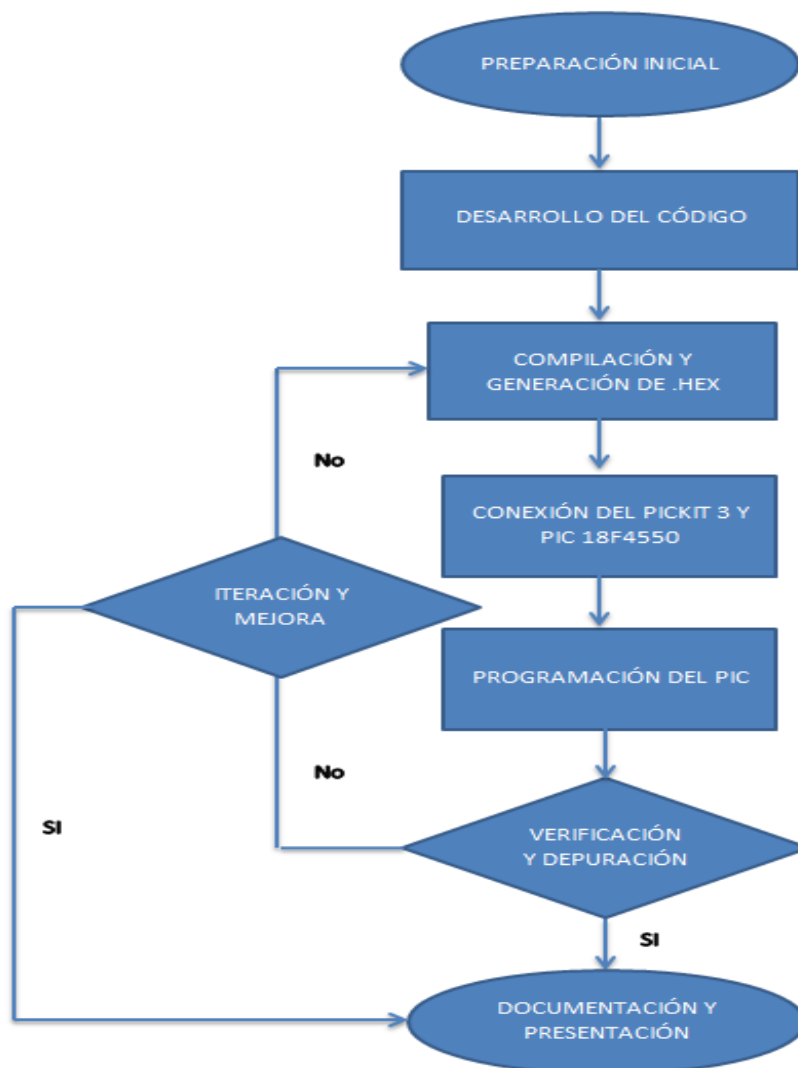 PREPARACIÓN INICIAL
DESARROLLO DEL CÓDIGO
COMPILACIÓN Y
GENERACIÓN DE .HEX
No
CONEXIÓN DEL PICKIT 3 Y
PIC 18F4550
ITERACIÓN Y
MEJORA
PROGRAMACIÓN DEL PIC
No
SI
VERIFICACIÓN
Y DEPURACIÓN
SI
DOCUMENTACIÓN Y
PRESENTACIÓN